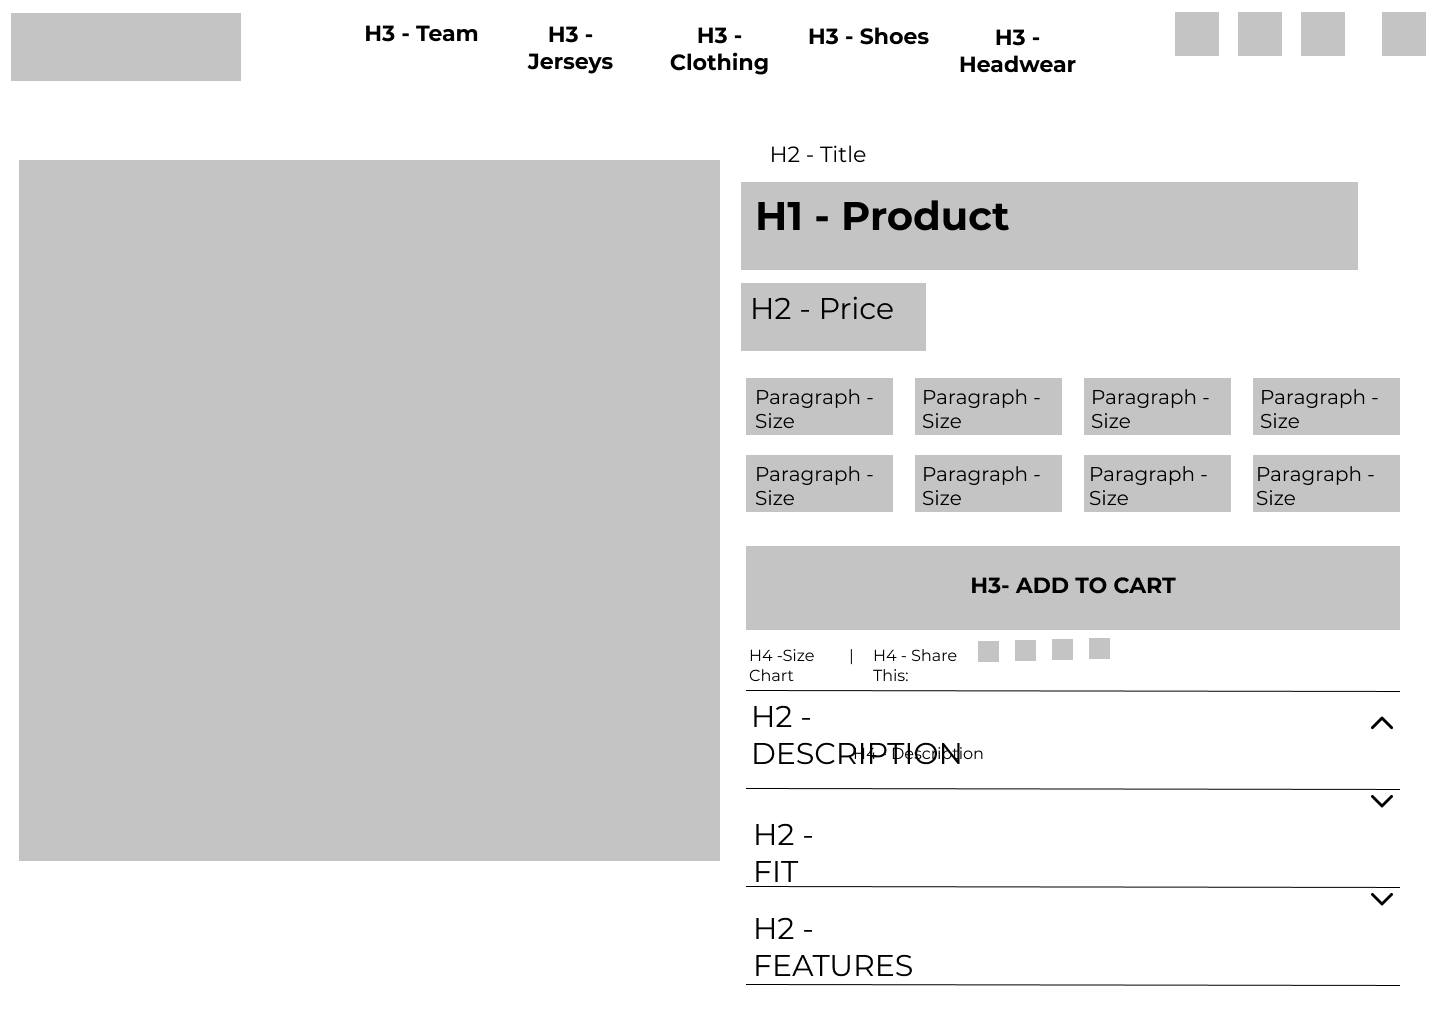 H3 - Team
H3 -
Jerseys
H3 -
Clothing
H3 - Shoes
H3 -
Headwear
H2 - Title
H1 - Product
H2 - Price
Paragraph -
Size
Paragraph -
Size
Paragraph -
Size
Paragraph -
Size
Paragraph -
Size
Paragraph -
Size
Paragraph -
Size
Paragraph -
Size
H3- ADD TO CART
H4 -Size
Chart
|
H4 - Share
This:
H2 -
DESCRIPTION
H4 - Description
H2 -
FIT
H2 -
FEATURES